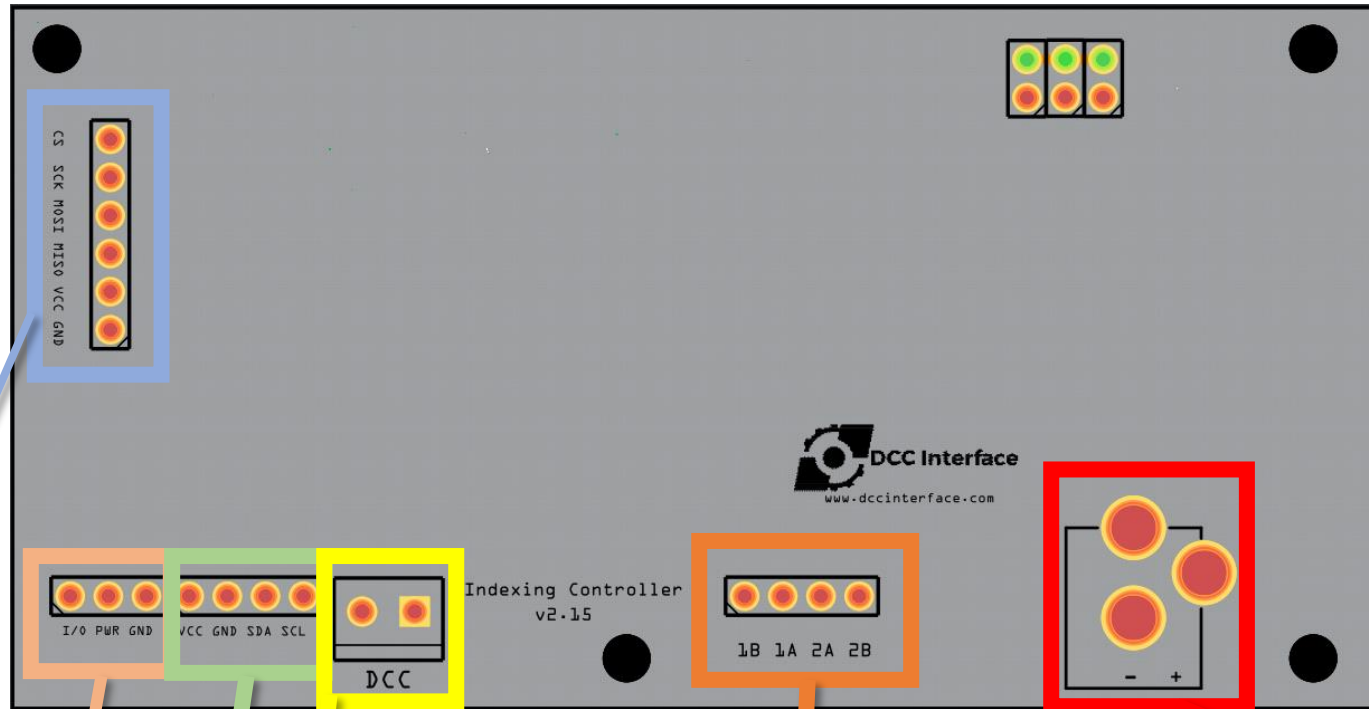 CS SCK MOSI MISO VCC GND
DCC Interface
www.dccinterface.com
Indexing Controller
v2.15
I/O PWR GND VCC GND SDA SCL
DCC
1B 1A 2A 2B
- +